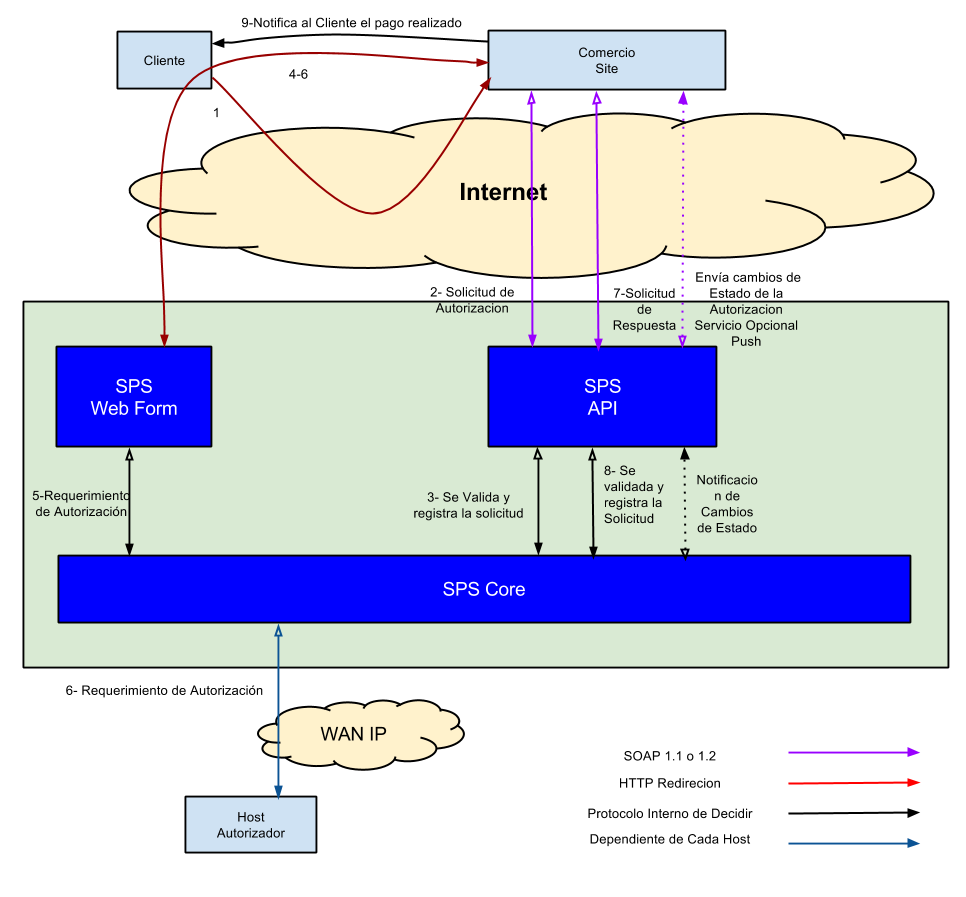 9-Notifica al Cliente el pago realizado
Cliente
Comercio
Site
4-6
1
Internet
2- Solicitud de
Autorizacion
7-Solicitud
de
Respuesta
Envía cambios de
Estado de la
Autorizacion
Servicio Opcional
Push
SPS
Web Form
SPS
API
5-Requerimiento
de Autorización
3- Se Valida y
registra la solicitud
8- Se
validada y
registra la
Solicitud
Notificacio
n de
Cambios
de Estado
SPS Core
6- Requerimiento de Autorización
WAN IP
Host
Autorizador
SOAP 1.1 o 1.2
HTTP Redirecion
Protocolo Interno de Decidir
Dependiente de Cada Host